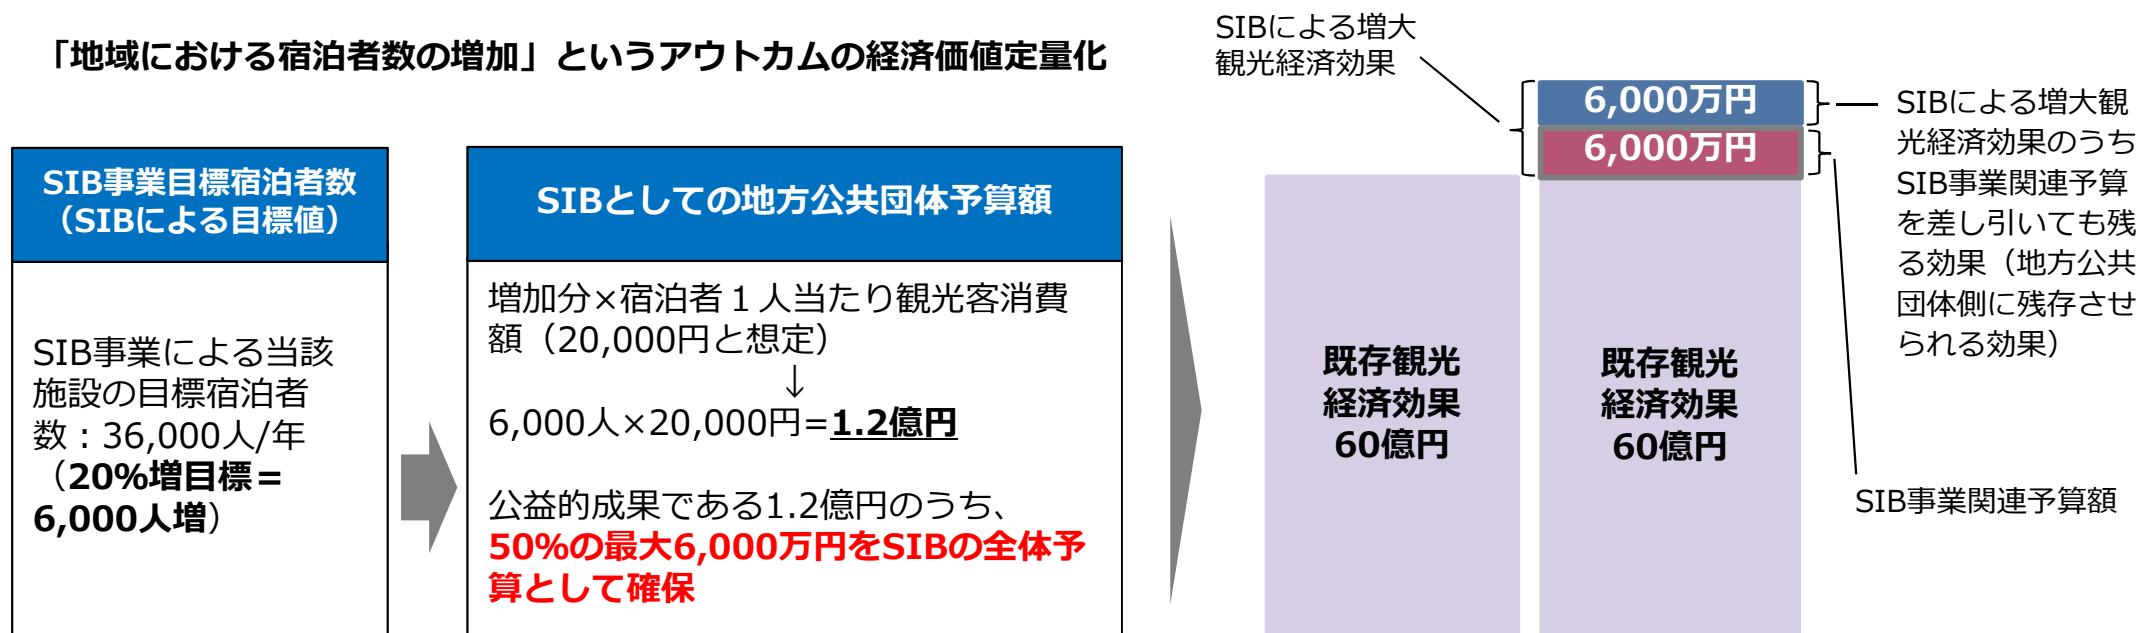 「地域における宿泊者数の増加」というアウトカムの経済価値定量化
SIB事業目標宿泊者数
（SIBによる目標値）
SIB事業による当該
施設の目標宿泊者
数：36,000人/年
（20%増目標＝
6,000人増）
SIBとしての地方公共団体予算額
増加分×宿泊者１人当たり観光客消費
額（20,000円と想定）
↓
6,000人×20,000円=1.2億円
公益的成果である1.2億円のうち、
50%の最大6,000万円をSIBの全体予
算として確保
SIBによる増大
観光経済効果
6,000万円
6,000万円
既存観光
経済効果
60億円
既存観光
経済効果
60億円
SIBによる増大観
光経済効果のうち
SIB事業関連予算
を差し引いても残
る効果（地方公共
団体側に残存させ
られる効果）
SIB事業関連予算額